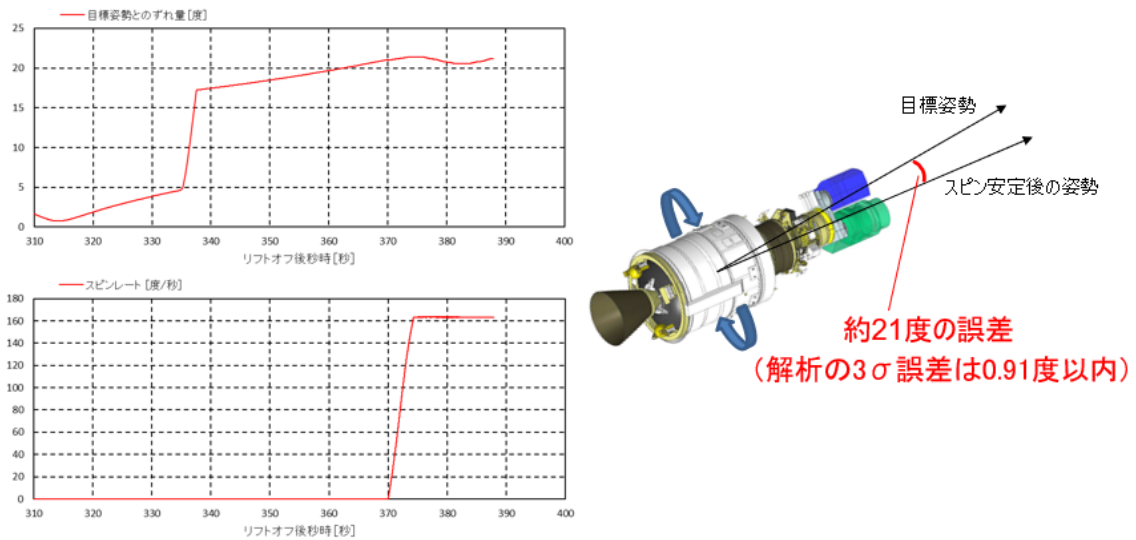 目標姿勢とのずれ量[度]
25
20
15
10
5
0
310 320 330 340 350 360 370 380 390 400
リフトオフ後秒時[秒]
スピンレート[度/秒]
180
160
140
120
100
80
60
40
20
0
310 320 330 340 350 360 370 380 390 400
リフトオフ後秒時[秒]
目標姿勢
スピン安定後の姿勢
約21度の誤差
(解析の3σ誤差は0.91度以内)